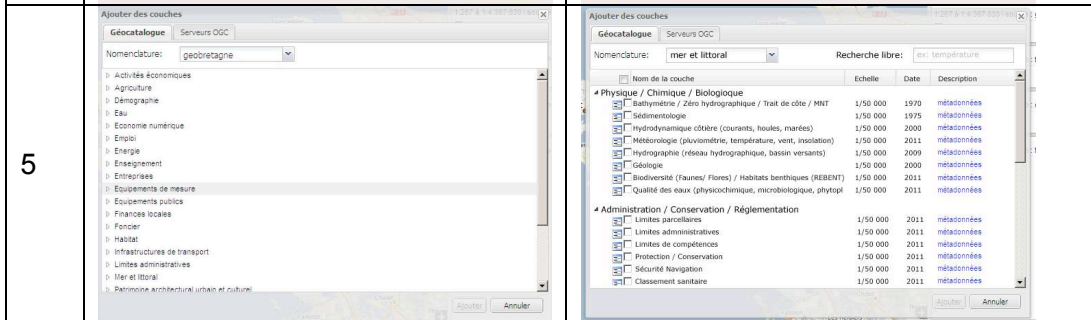 5
Ajouter des couches
Géocatalogue Serveurs OGC
Nomenclature: geobretagne
Activités économiques
Agriculture
Démographie
Eau
Economie numérique
Emploi
Energie
Enseignement
Entreprises
Equipements de mesure
Equipements publics
Finances locales
Foncier
Habitat
Infrastructures de transport
Limites administratives
Mer et littoral
Patrimoine architectural urbain et culturel
Ajouter Annuler
Ajouter des couches
Géocatalogue Serveurs OGC
Nomenclature: mer et littoral Recherche libre: ex: température
Nom de la couche Echelle Date Description
Physique / Chimique / Biologioque
Bathymétrie / Zéro hydrographique / Trait de côte / MNT 1/50 000 1970 métadonnées
Sédimentologie 1/50 000 1975 métadonnées
Hydrodynamique côtière (courants, houles, marées) 1/50 000 2000 métadonnées
Météorologie (pluviométrie, température, vent, insolation) 1/50 000 2011 métadonnées
Hydrographie (réseau hydrographique, bassin versants) 1/50 000 2009 métadonnées
Géologie 1/50 000 2000 métadonnées
Biodiversité (Faunes/ Flores) / Habitats benthiques (REBENT) 1/50 000 2011 métadonnées
Qualité des eaux (physicochimique, microbiologique, phytopl 1/50 000 2011 métadonnées
Administration / Conservation / Réglementation
Limites parcellaires 1/50 000 2011 métadonnées
Limites admninistratives 1/50 000 2011 métadonnées
Limites de compétences 1/50 000 2011 métadonnées
Protection / Conservation 1/50 000 2011 métadonnées
Sécurité Navigation 1/50 000 2011 métadonnées
Classement sanitaire 1/50 000 2011 métadonnées
Ajouter Annuler